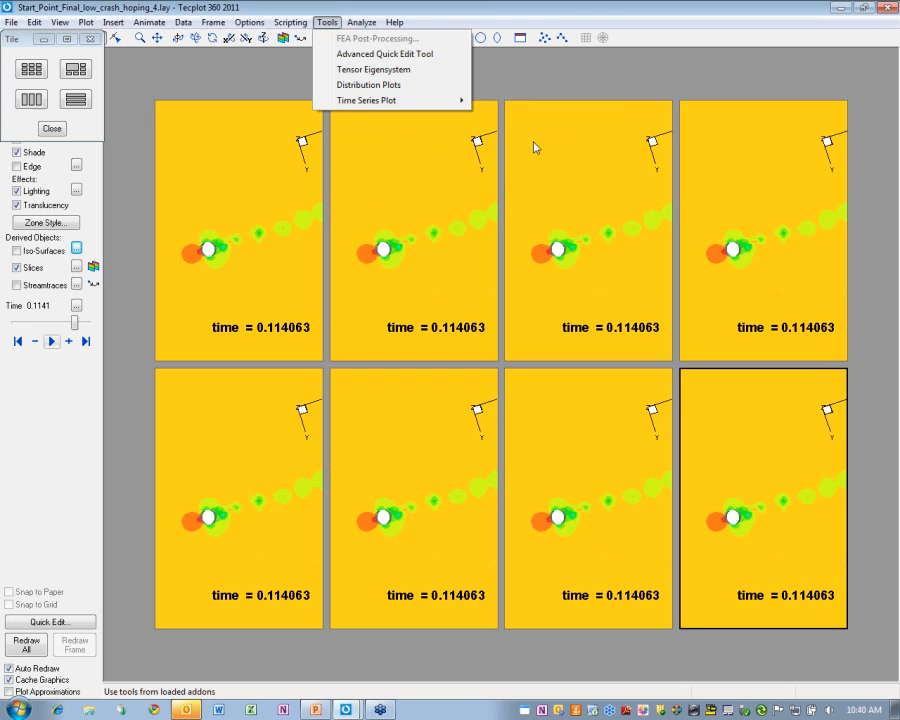 Start_Point_Final_low_crash_hoping_4.lay - Tecplot 360 2011
File Edit View Plot Insert Animate Data Frame Options Scripting Tools Analyze Help
Tile
FEA Post-Processing...
Advanced Quick Edit Tool
Tensor Eigensystem
Distribution Plots
Time Series Plot
Close
Shade
Edge
Effects:
Lighting
Translucency
Zone Style...
Derived Objects:
Iso-Surfaces
Slices
Streamtraces
Time 0.1141
Y Y Y Y
time = 0.114063 time = 0.114063 time = 0.114063 time = 0.114063
Y Y Y Y
time = 0.114063 time = 0.114063 time = 0.114063 time = 0.114063
Snap to Paper
Snap to Grid
Quick Edit...
Redraw All
Redraw Frame
Auto Redraw
Cache Graphics
Plot Approximations
Use tools from loaded addons
10:40 AM